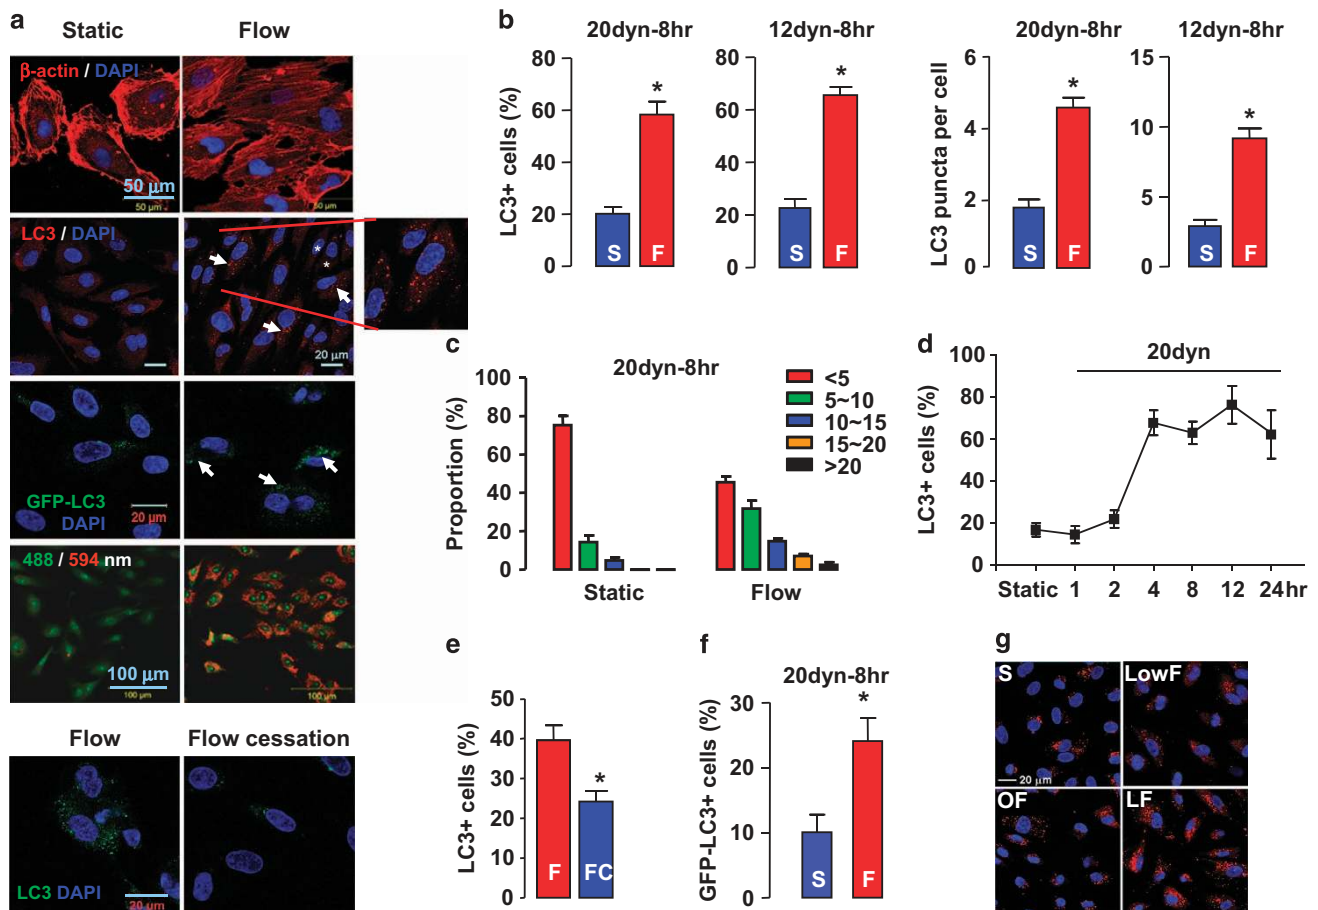 a
Static
Flow
β-actin / DAPI
50 µm
50 µm
50 µm
LC3 / DAPI
*
*
20 µm
GFP-LC3
DAPI
20 µm
488 / 594 nm
100 µm
100 µm
100 µm
Flow
Flow cessation
LC3 DAPI
20 µm
b
20dyn-8hr
LC3+ cells (%)
80
60
40
20
0
*
S
F
12dyn-8hr
80
60
40
20
0
*
S
F
20dyn-8hr
LC3 puncta per cell
6
4
2
0
*
S
F
12dyn-8hr
15
10
5
0
*
S
F
c
20dyn-8hr
Proportion (%)
100
80
60
40
20
0
<5
5~10
10~15
15~20
>20
Static
Flow
d
20dyn
LC3+ cells (%)
100
80
60
40
20
0
Static 1 2 4 8 12 24hr
e
LC3+ cells (%)
50
40
30
20
10
0
*
F
FC
f
20dyn-8hr
GFP-LC3+ cells (%)
30
20
10
0
*
S
F
g
S
LowF
20 µm
OF
LF